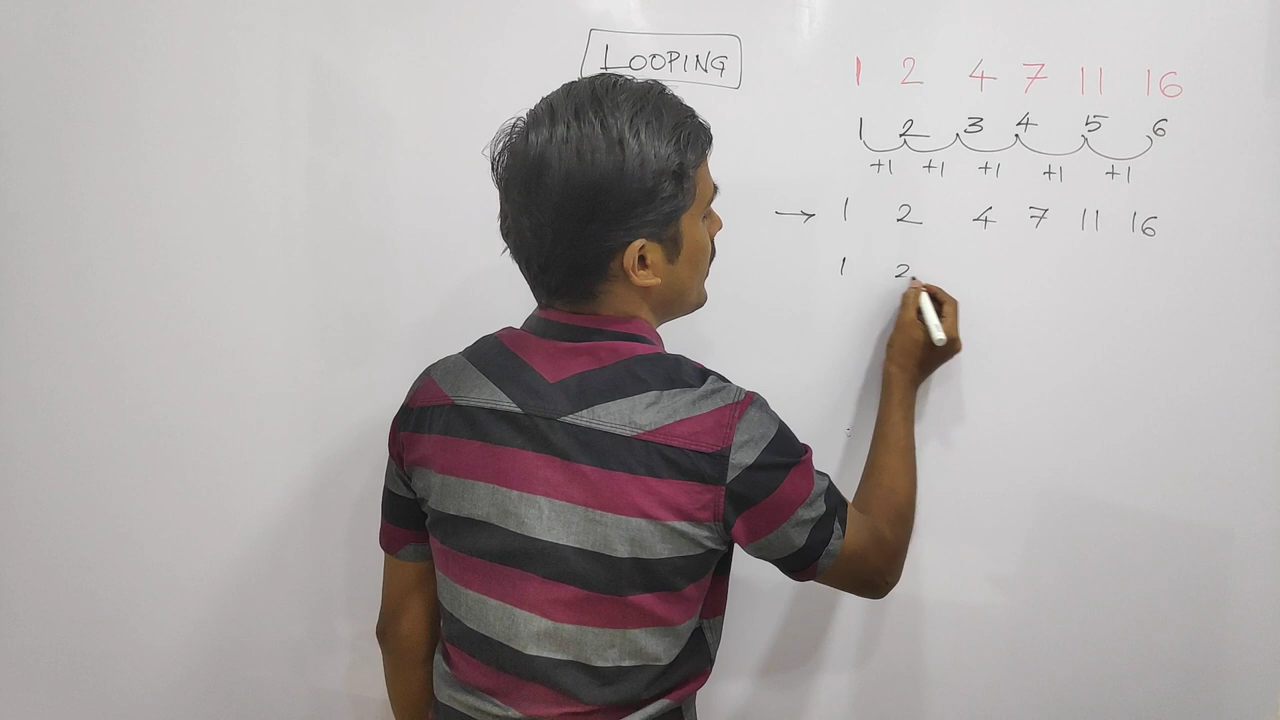 LOOPING
1 2 4 7 11 16
1 2 3 4 5 6
+1 +1 +1 +1 +1
→ 1 2 4 7 11 16
1 2